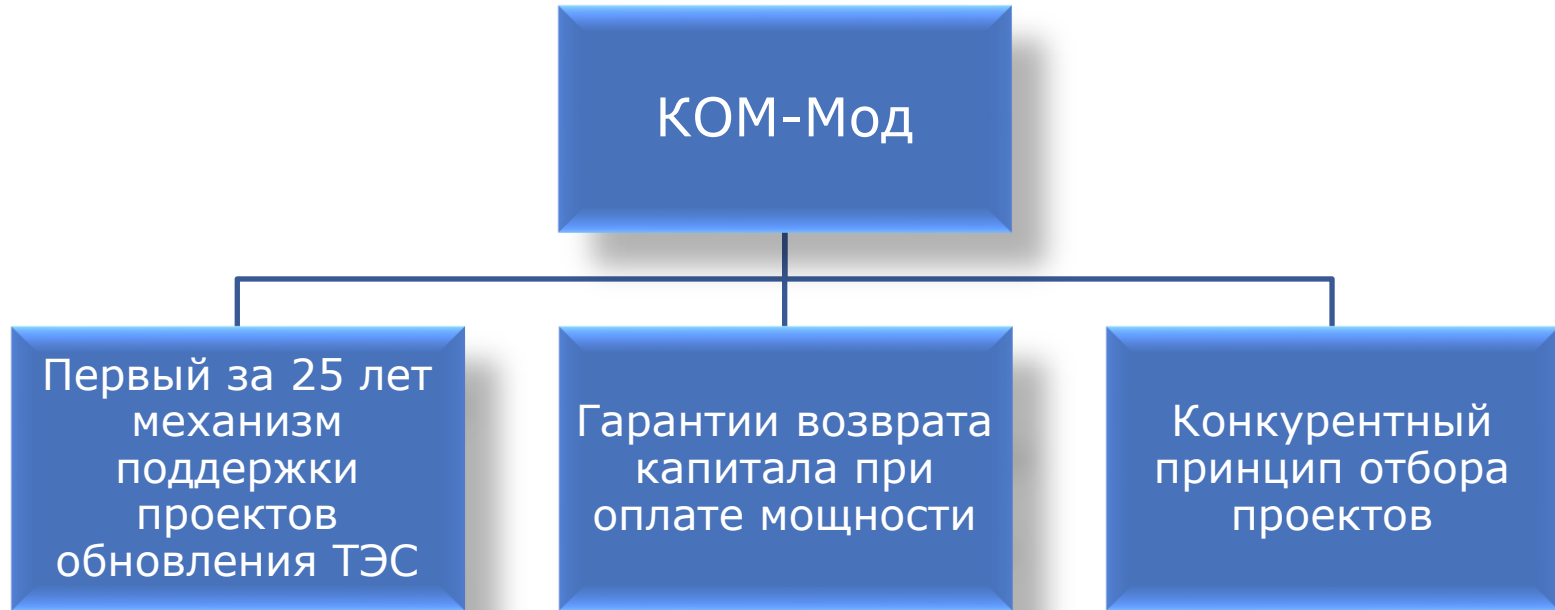 КОМ-Мод
Первый за 25 лет
механизм
поддержки
проектов
обновления ТЭС
Гарантии возврата
капитала при
оплате мощности
Конкурентный
принцип отбора
проектов